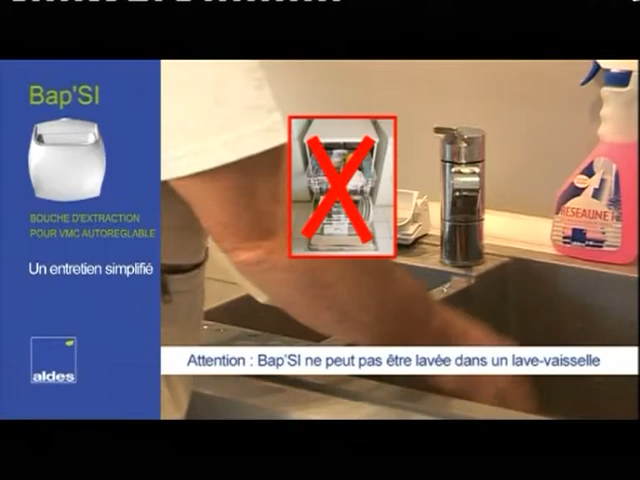 Bap'SI
BOUCHE D'EXTRACTION
POUR VMC AUTOREGLABLE
Un entretien simplifié
aldes
RESEAUNET
Attention : Bap'SI ne peut pas être lavée dans un lave-vaisselle